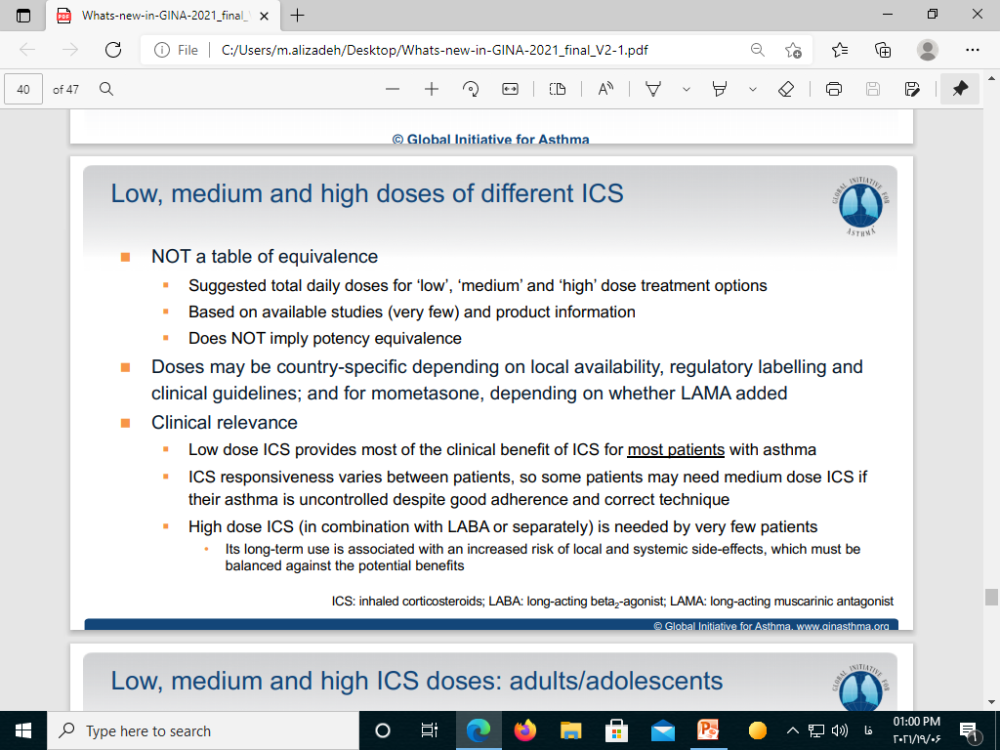 Whats-new-in-GINA-2021_final_
File
C:/Users/m.alizadeh/Desktop/Whats-new-in-GINA-2021_final_V2-1.pdf
40 of 47
© Global Initiative for Asthma
Low, medium and high doses of different ICS
GLOBAL INITIATIVE FOR ASTHMA
NOT a table of equivalence
Suggested total daily doses for ‘low’, ‘medium’ and ‘high’ dose treatment options
Based on available studies (very few) and product information
Does NOT imply potency equivalence
Doses may be country-specific depending on local availability, regulatory labelling and
clinical guidelines; and for mometasone, depending on whether LAMA added
Clinical relevance
Low dose ICS provides most of the clinical benefit of ICS for most patients with asthma
ICS responsiveness varies between patients, so some patients may need medium dose ICS if
their asthma is uncontrolled despite good adherence and correct technique
High dose ICS (in combination with LABA or separately) is needed by very few patients
Its long-term use is associated with an increased risk of local and systemic side-effects, which must be
balanced against the potential benefits
ICS: inhaled corticosteroids; LABA: long-acting beta2-agonist; LAMA: long-acting muscarinic antagonist
© Global Initiative for Asthma, www.ginasthma.org
Low, medium and high ICS doses: adults/adolescents
GLOBAL INITIATIVE FOR
Type here to search
فا
01:00 PM
۲۰۲۱/۱۹/۰۶
1